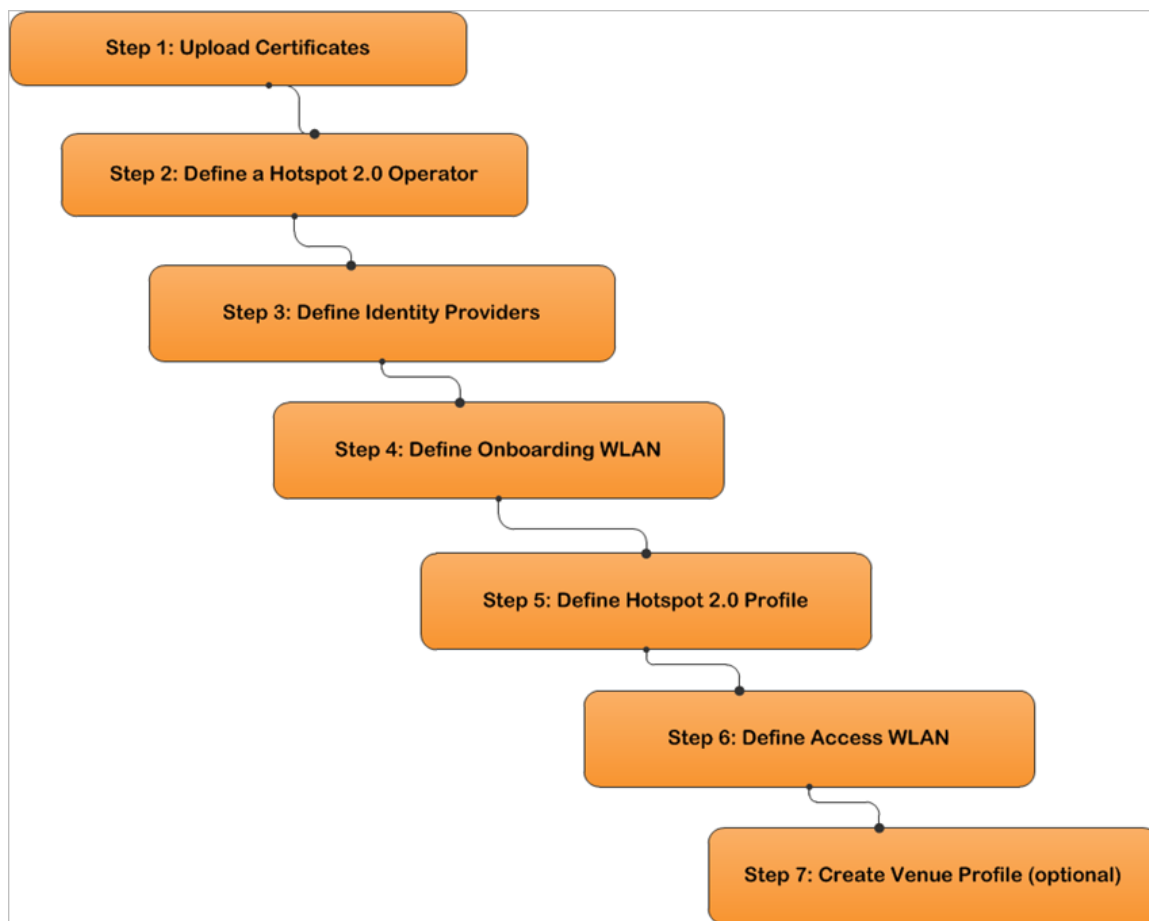 Step 1: Upload Certificates
Step 2: Define a Hotspot 2.0 Operator
Step 3: Define Identity Providers
Step 4: Define Onboarding WLAN
Step 5: Define Hotspot 2.0 Profile
Step 6: Define Access WLAN
Step 7: Create Venue Profile (optional)